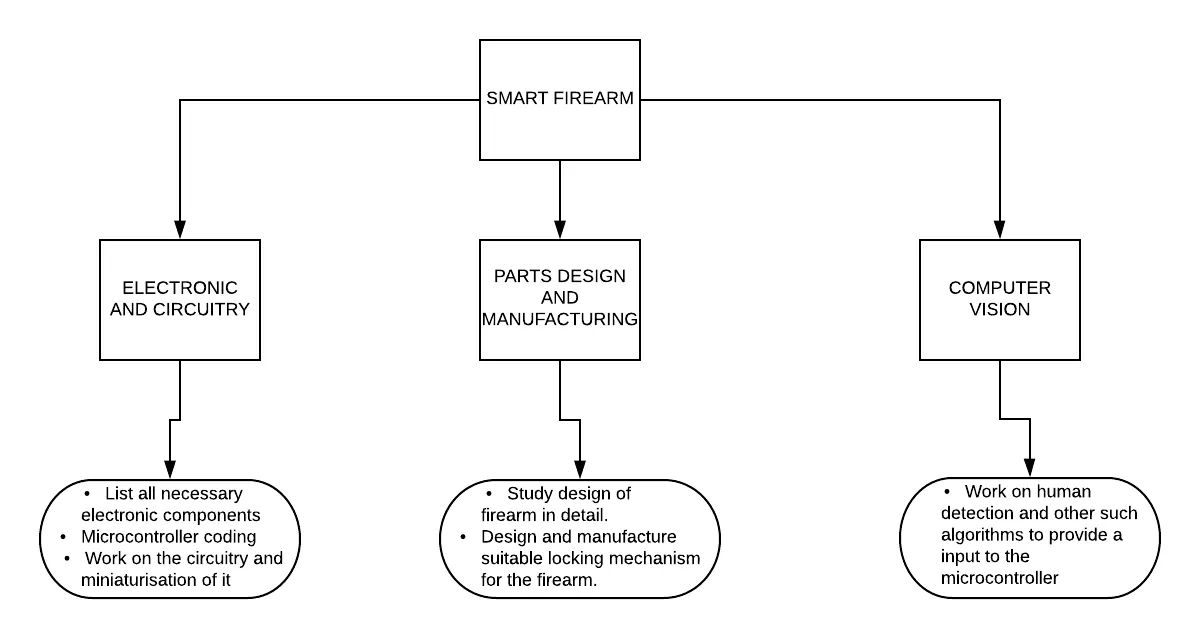 SMART FIREARM
ELECTRONIC
AND CIRCUITRY
PARTS DESIGN
AND
MANUFACTURING
COMPUTER
VISION
• List all necessary
electronic components
• Microcontroller coding
• Work on the circuitry and
miniaturisation of it
• Study design of
firearm in detail.
• Design and manufacture
suitable locking mechanism
for the firearm.
• Work on human
detection and other such
algorithms to provide a
input to the
microcontroller